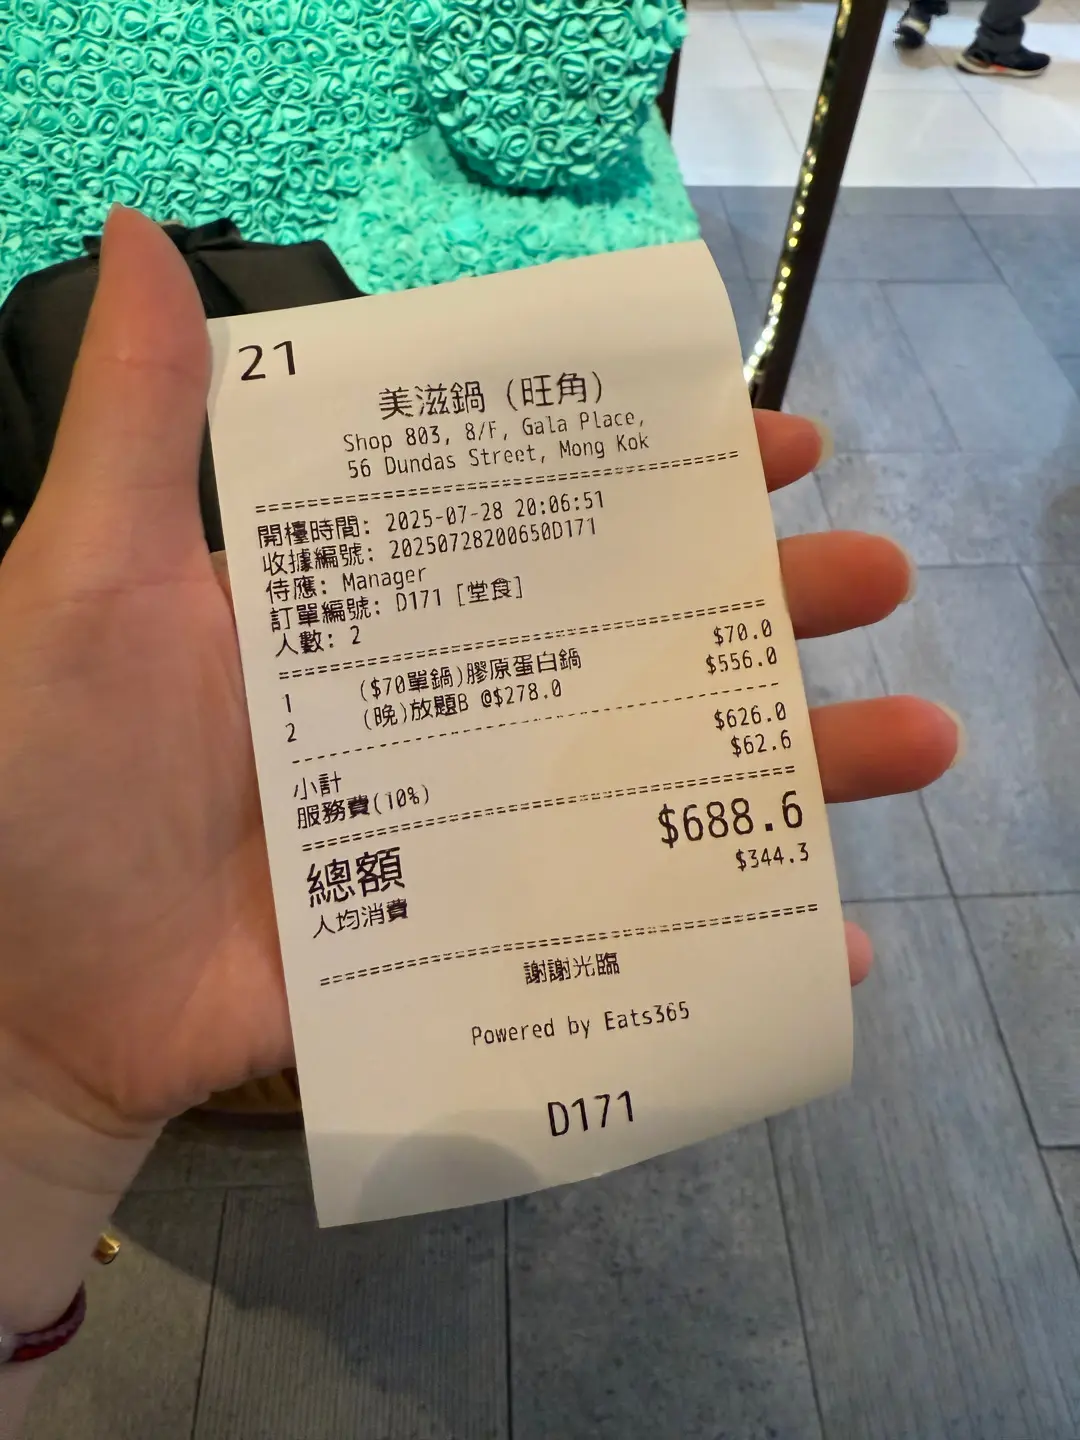 21
美滋鍋 (旺角)
Shop 803, 8/F, Gala Place,
56 Dundas Street, Mong Kok
開檯時間: 2025-07-28 20:06:51
收據編號: 20250728200650D171
侍應: Manager
訂單編號: D171 [堂食]
人數: 2
1 ($70單鍋)膠原蛋白鍋 $70.0
2 (晚)放題B @$278.0 $556.0
小計 $626.0
服務費(10%) $62.6
總額 $688.6
人均消費 $344.3
謝謝光臨
Powered by Eats365
D171